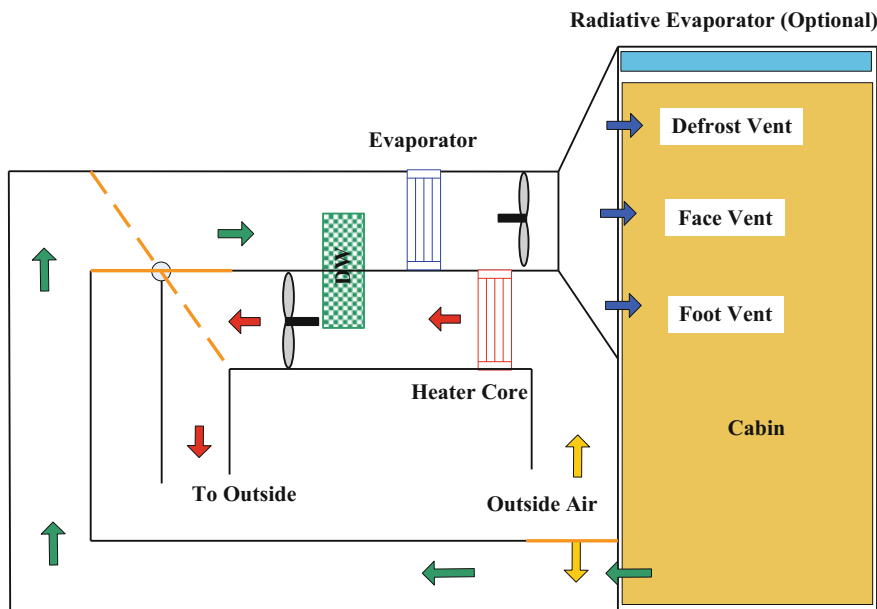 Radiative Evaporator (Optional)
Evaporator
Defrost Vent
Face Vent
DW
Foot Vent
Heater Core
Cabin
To Outside
Outside Air